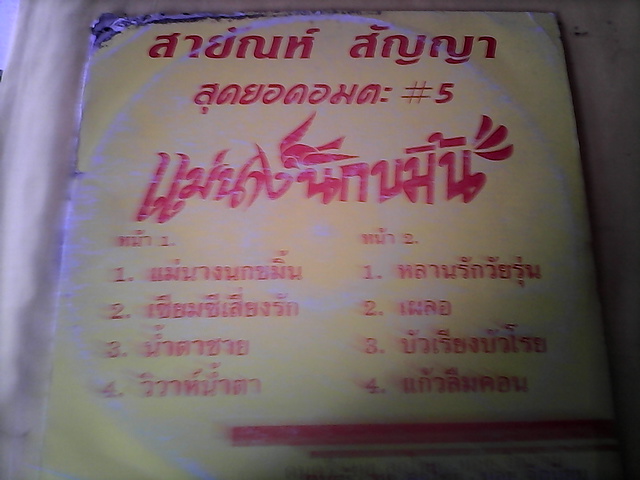 สายัณห์ สัญญา
สุดยอดอมตะ #5
แม่นางนกขมิ้น
หน้า 1.
1. แม่นางนกขมิ้น
2. เซียมซีเสี่ยงรัก
3. น้ำตาชาย
4. วิวาห์น้ำตา
หน้า 2.
1. หลานรักวัยรุ่น
2. เผลอ
3. บัวเรียงบัวโรย
4. แก้วลืมคอน